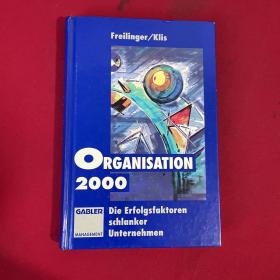 Freilinger/Klis
ORGANISATION
2000
GABLER
MANAGEMENT
Die Erfolgsfaktoren
schlanker
Unternehmen